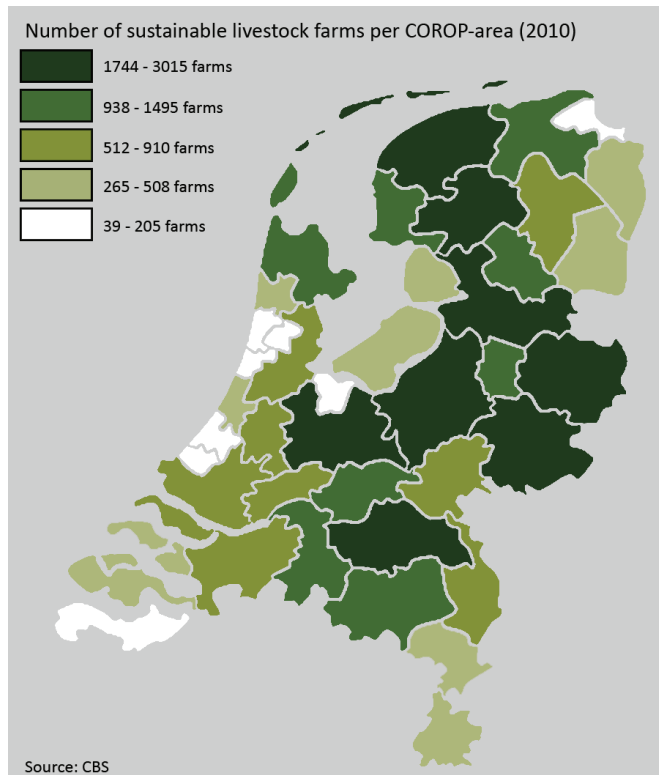 Number of sustainable livestock farms per COROP-area (2010)
1744 - 3015 farms
938 - 1495 farms
512 - 910 farms
265 - 508 farms
39 - 205 farms
Source: CBS